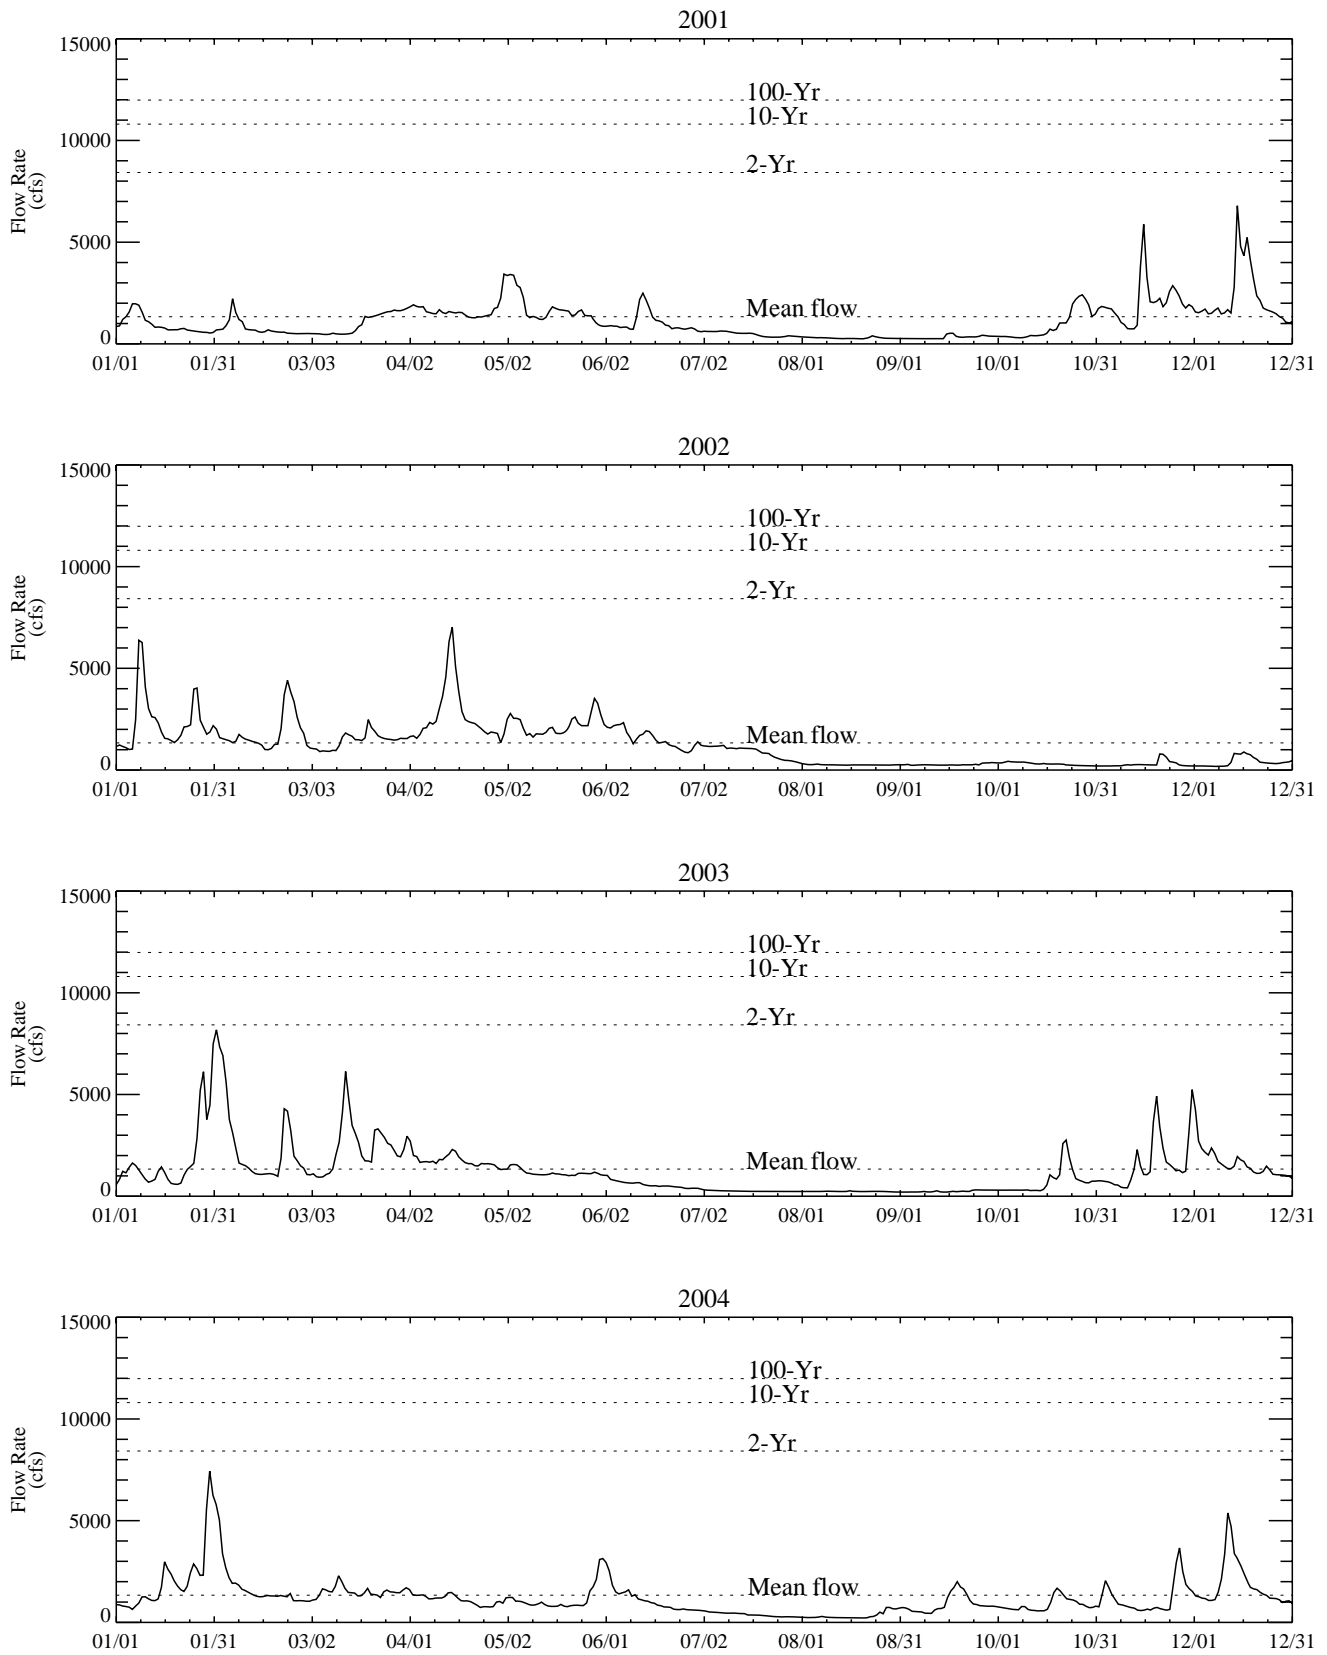 2001
15000
100-Yr
10-Yr
10000
2-Yr
Flow Rate
(cfs)
5000
Mean flow
0
01/01 01/31 03/03 04/02 05/02 06/02 07/02 08/01 09/01 10/01 10/31 12/01 12/31
2002
15000
100-Yr
10-Yr
10000
2-Yr
Flow Rate
(cfs)
5000
Mean flow
0
01/01 01/31 03/03 04/02 05/02 06/02 07/02 08/01 09/01 10/01 10/31 12/01 12/31
2003
15000
100-Yr
10-Yr
10000
2-Yr
Flow Rate
(cfs)
5000
Mean flow
0
01/01 01/31 03/03 04/02 05/02 06/02 07/02 08/01 09/01 10/01 10/31 12/01 12/31
2004
15000
100-Yr
10-Yr
10000
2-Yr
Flow Rate
(cfs)
5000
Mean flow
0
01/01 01/31 03/02 04/01 05/02 06/01 07/02 08/01 08/31 10/01 10/31 12/01 12/31